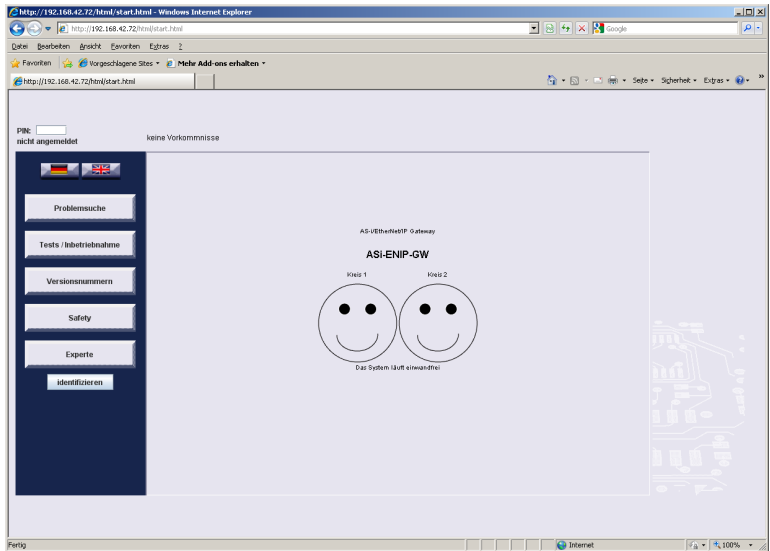 http://192.168.42.72/html/start.html - Windows Internet Explorer
http://192.168.42.72/html/start.html
Google
Datei Bearbeiten Ansicht Favoriten Extras ?
Favoriten Vorgeschlagene Sites Mehr Add-ons erhalten
http://192.168.42.72/html/start.html
Seite Sicherheit Extras
PIN:
nicht angemeldet
keine Vorkommnisse
Problemsuche
Tests / Inbetriebnahme
Versionsnummern
Safety
Experte
identifizieren
AS-i/EtherNet/IP Gateway
ASi-ENIP-GW
Kreis 1 Kreis 2
Das System läuft einwandfrei
Fertig
Internet
100%